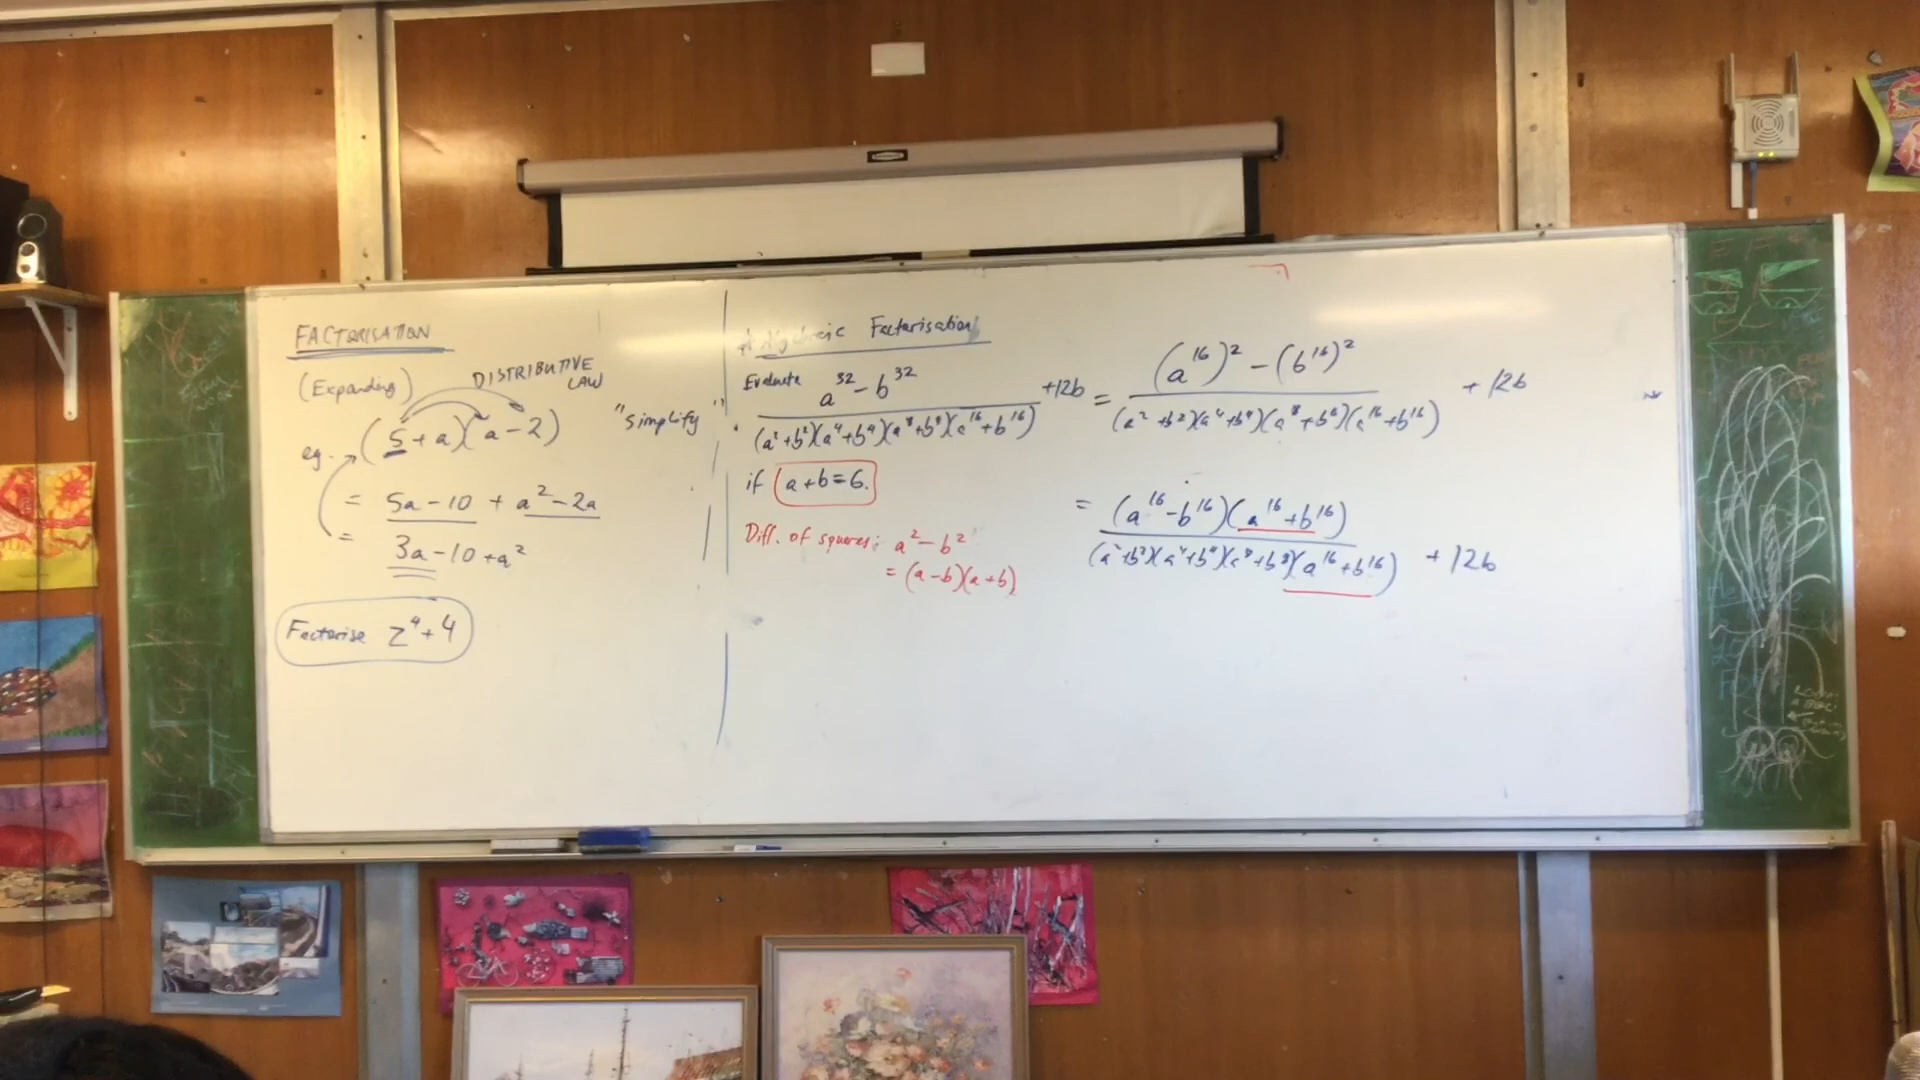 FACTORISATION
(Expanding)
DISTRIBUTIVE
LAW
eg. (5+a)(a-2)
= 5a-10 + a²-2a
= 3a-10+a²
Factorise z⁴+4
"simplify"
Algebraic Factorisation
Evaluate
a³²-b³²
(a²+b²)(a⁴+b⁴)(a⁸+b⁸)(a¹⁶+b¹⁶)
+12b
if a+b=6.
Diff. of squares: a²-b²
= (a-b)(a+b)
= (a¹⁶)²-(b¹⁶)²
(a²+b²)(a⁴+b⁴)(a⁸+b⁸)(a¹⁶+b¹⁶)
+12b
= (a¹⁶-b¹⁶)(a¹⁶+b¹⁶)
(a²+b²)(a⁴+b⁴)(a⁸+b⁸)(a¹⁶+b¹⁶)
+12b